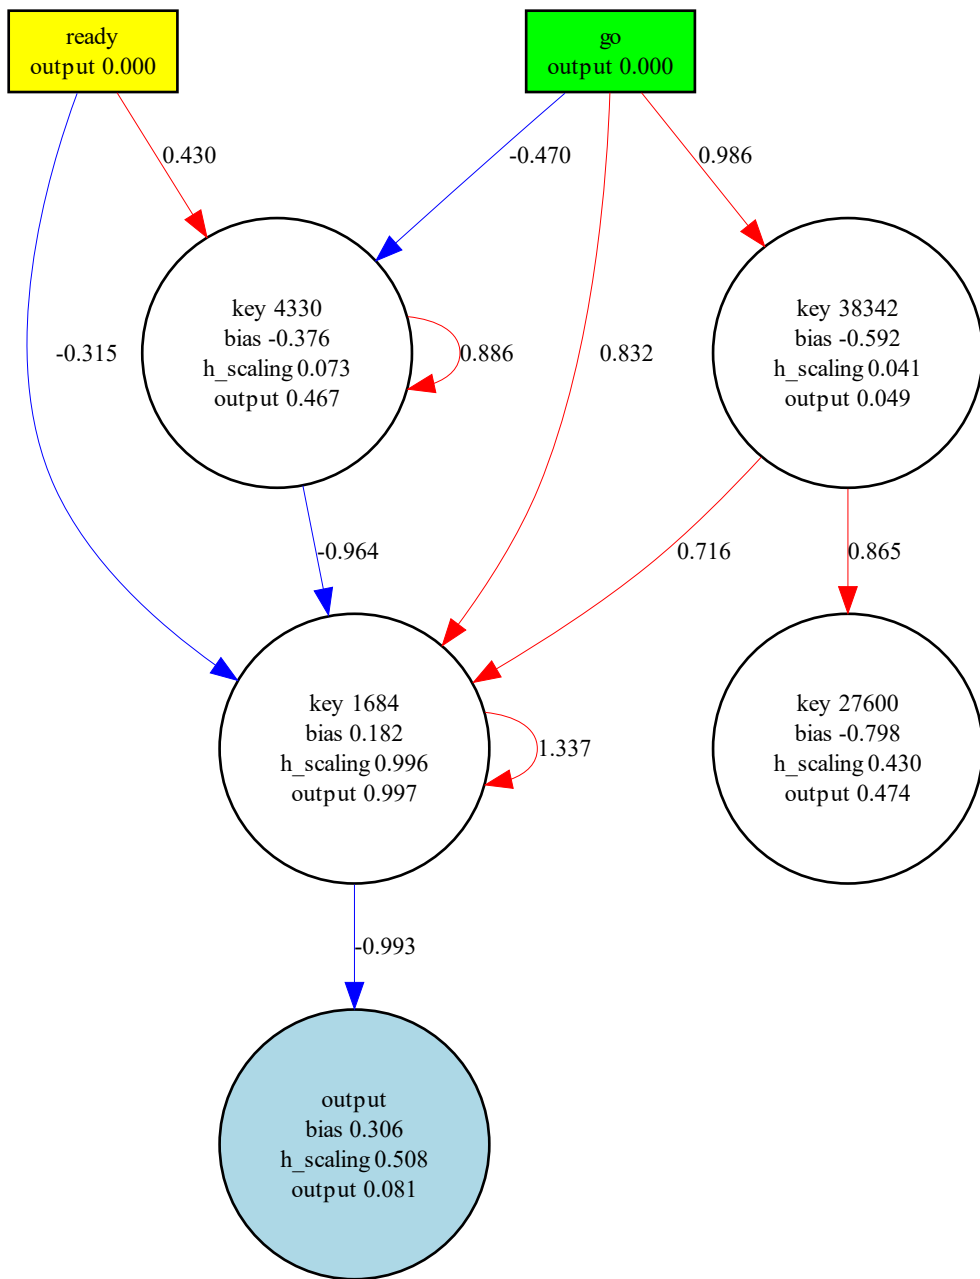 ready
output 0.000
go
output 0.000
0.430
-0.470
0.986
key 4330
bias -0.376
h_scaling 0.073
output 0.467
key 38342
bias -0.592
h_scaling 0.041
output 0.049
-0.315
0.886
0.832
-0.964
0.716
0.865
key 1684
bias 0.182
h_scaling 0.996
output 0.997
key 27600
bias -0.798
h_scaling 0.430
output 0.474
1.337
-0.993
output
bias 0.306
h_scaling 0.508
output 0.081